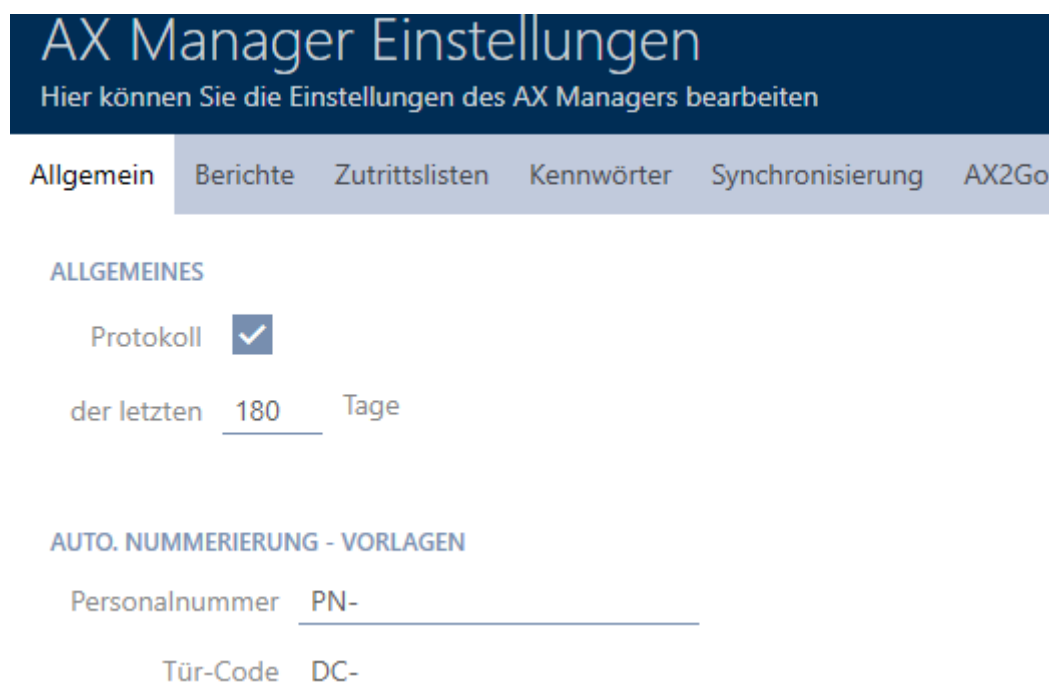 AX Manager Einstellungen
Hier können Sie die Einstellungen des AX Managers bearbeiten
Allgemein Berichte Zutrittslisten Kennwörter Synchronisierung AX2Go
ALLGEMEINES
Protokoll
der letzten 180 Tage
AUTO. NUMMERIERUNG - VORLAGEN
Personalnummer PN-
Tür-Code DC-